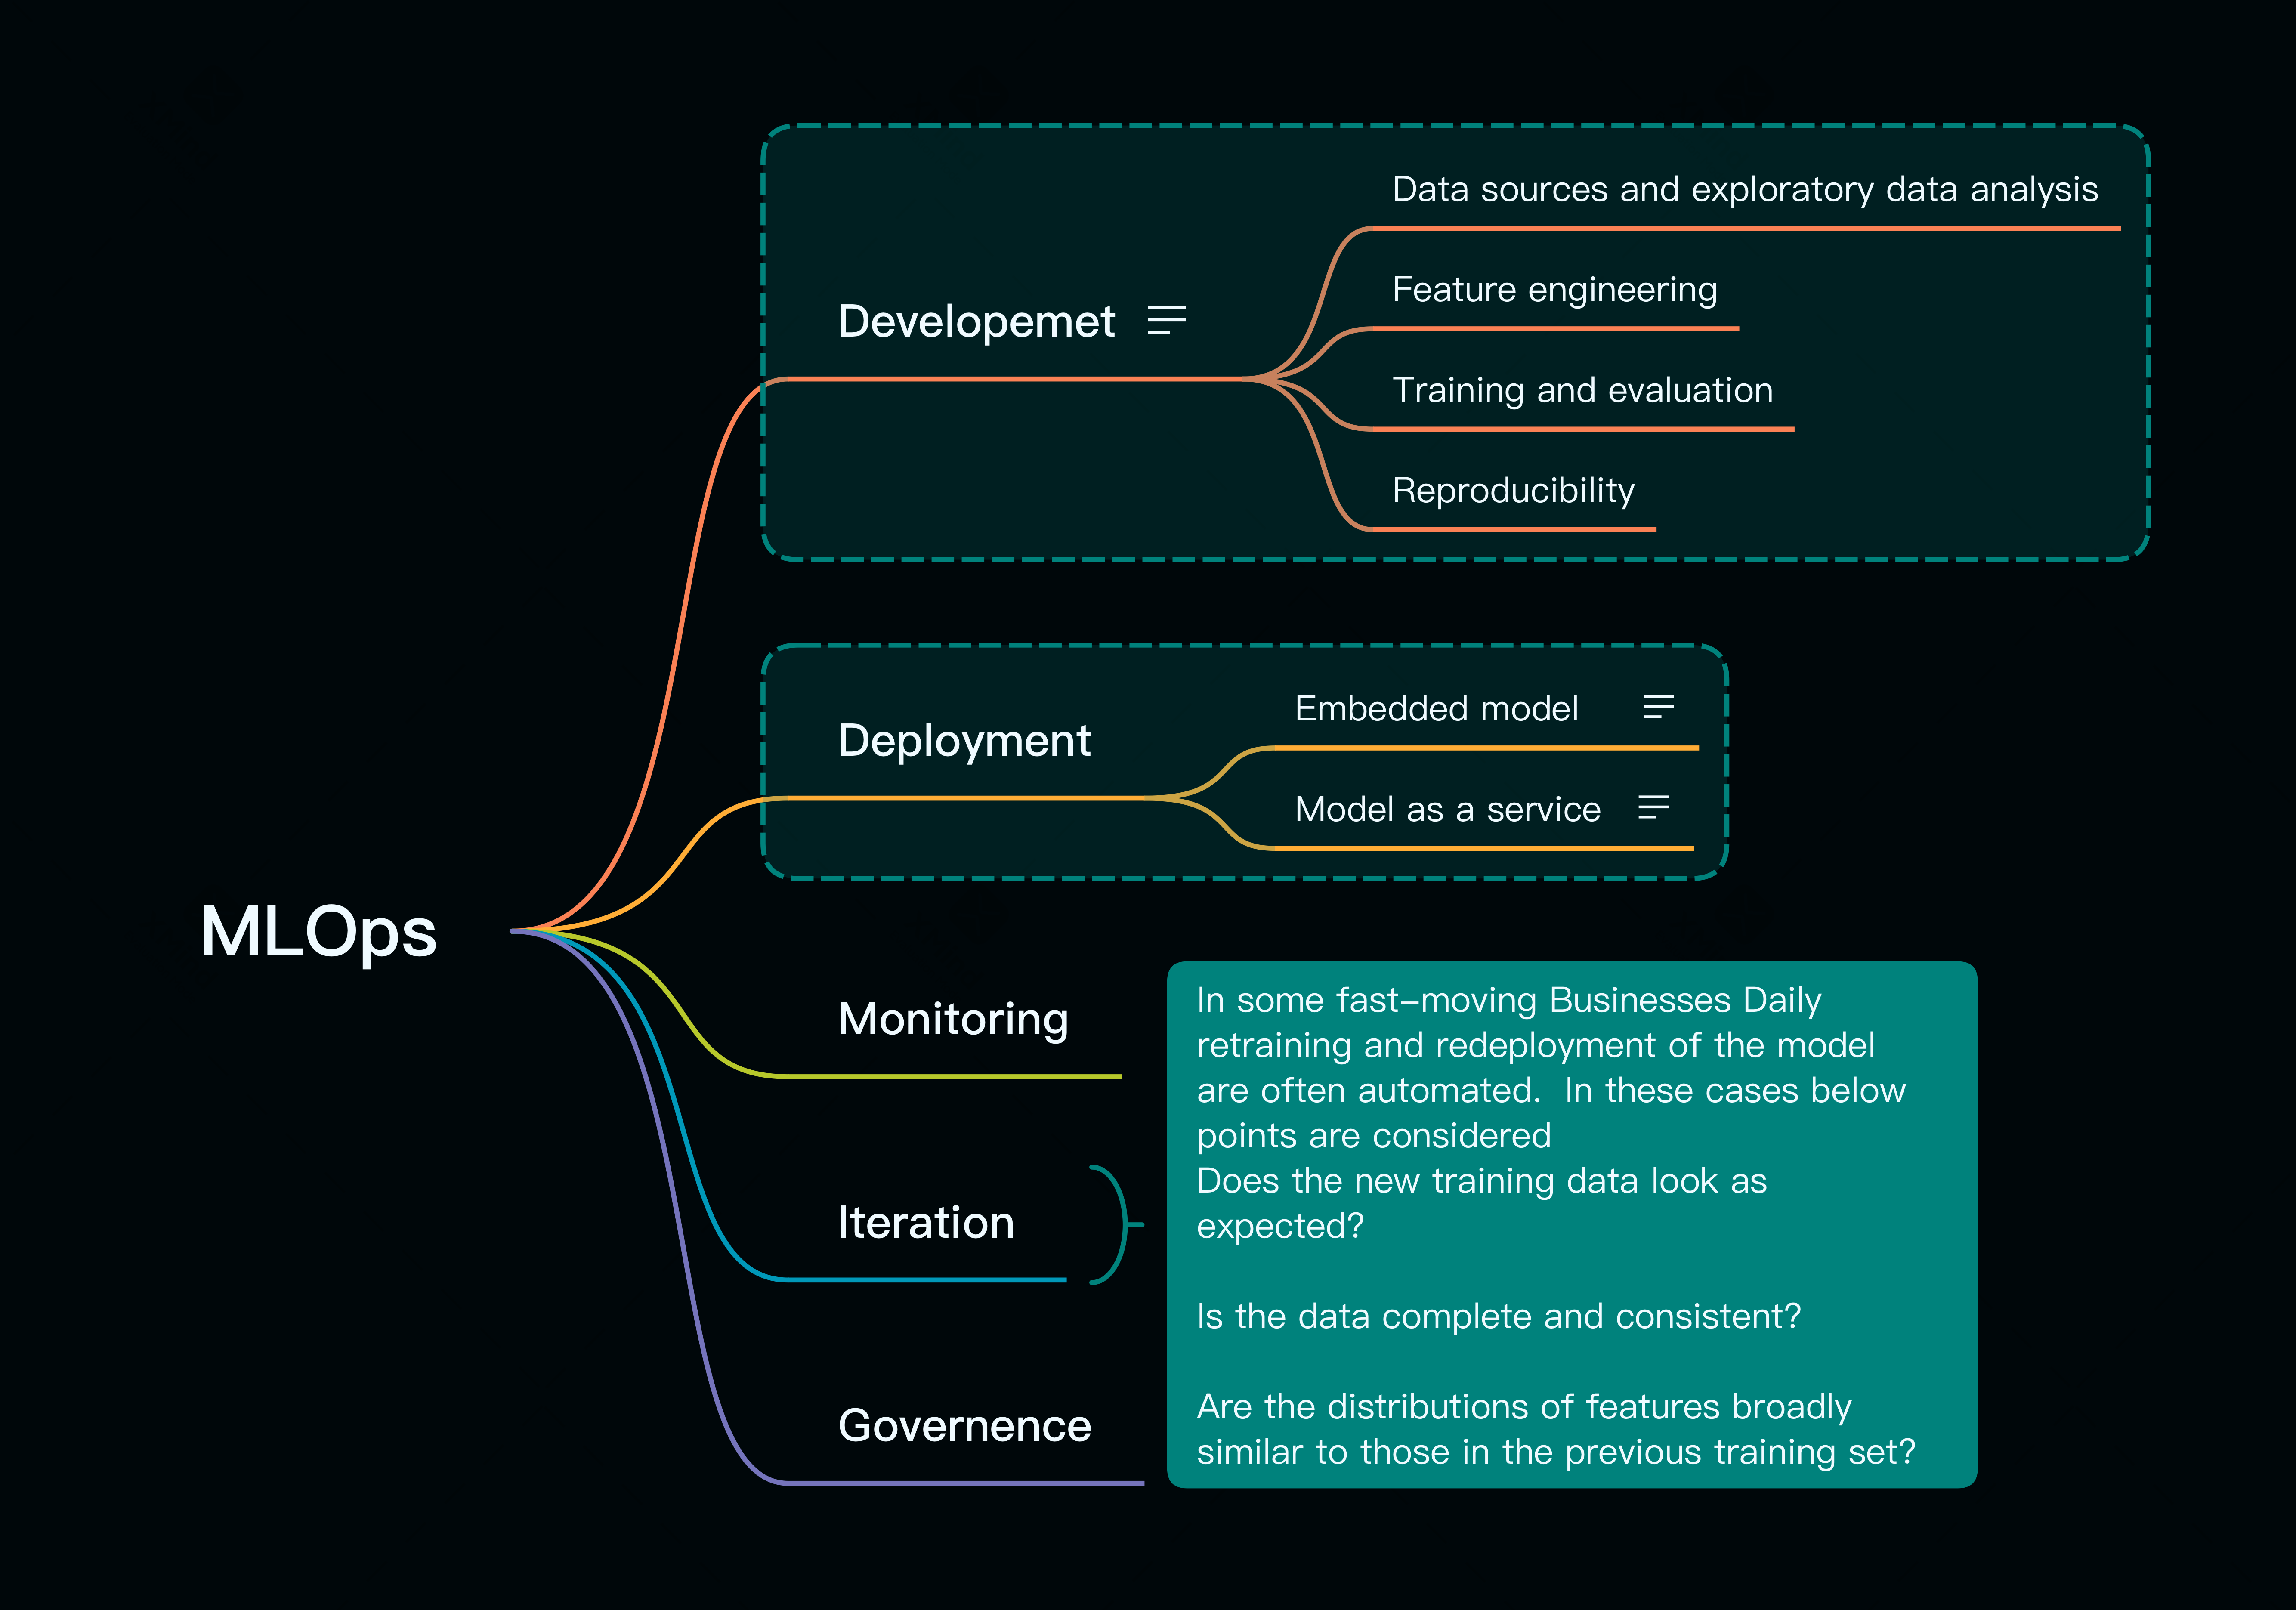 Data sources and exploratory data analysis
Feature engineering
Developemet
Training and evaluation
Reproducibility
Embedded model
Deployment
Model as a service
MLOps
Monitoring
Iteration
In some fast–moving Businesses Daily
retraining and redeployment of the model
are often automated.  In these cases below
points are considered
Does the new training data look as
expected?
Is the data complete and consistent?
Are the distributions of features broadly
similar to those in the previous training set?
Governence